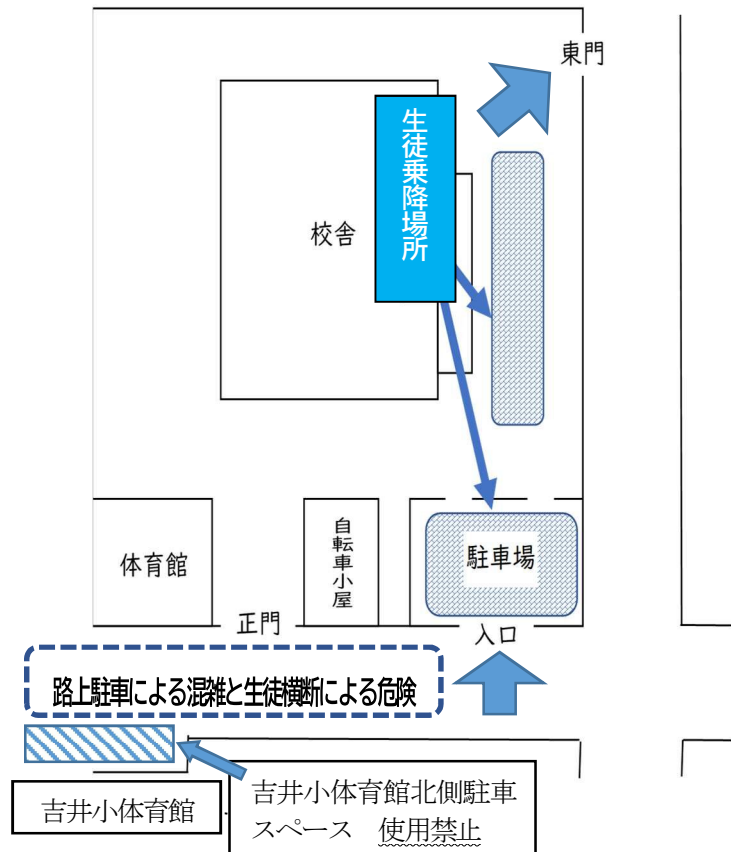 東門
生徒乗降場所
校舎
体育館
自転車小屋
駐車場
正門
入口
路上駐車による混雑と生徒横断による危険
吉井小体育館
吉井小体育館北側駐車
スペース　使用禁止